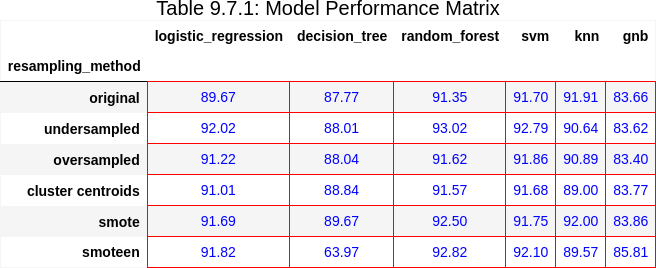 Table 9.7.1: Model Performance Matrix
logistic_regression decision_tree random_forest svm knn gnb
resampling_method
original 89.67 87.77 91.35 91.70 91.91 83.66
undersampled 92.02 88.01 93.02 92.79 90.64 83.62
oversampled 91.22 88.04 91.62 91.86 90.89 83.40
cluster centroids 91.01 88.84 91.57 91.68 89.00 83.77
smote 91.69 89.67 92.50 91.75 92.00 83.86
smoteen 91.82 63.97 92.82 92.10 89.57 85.81